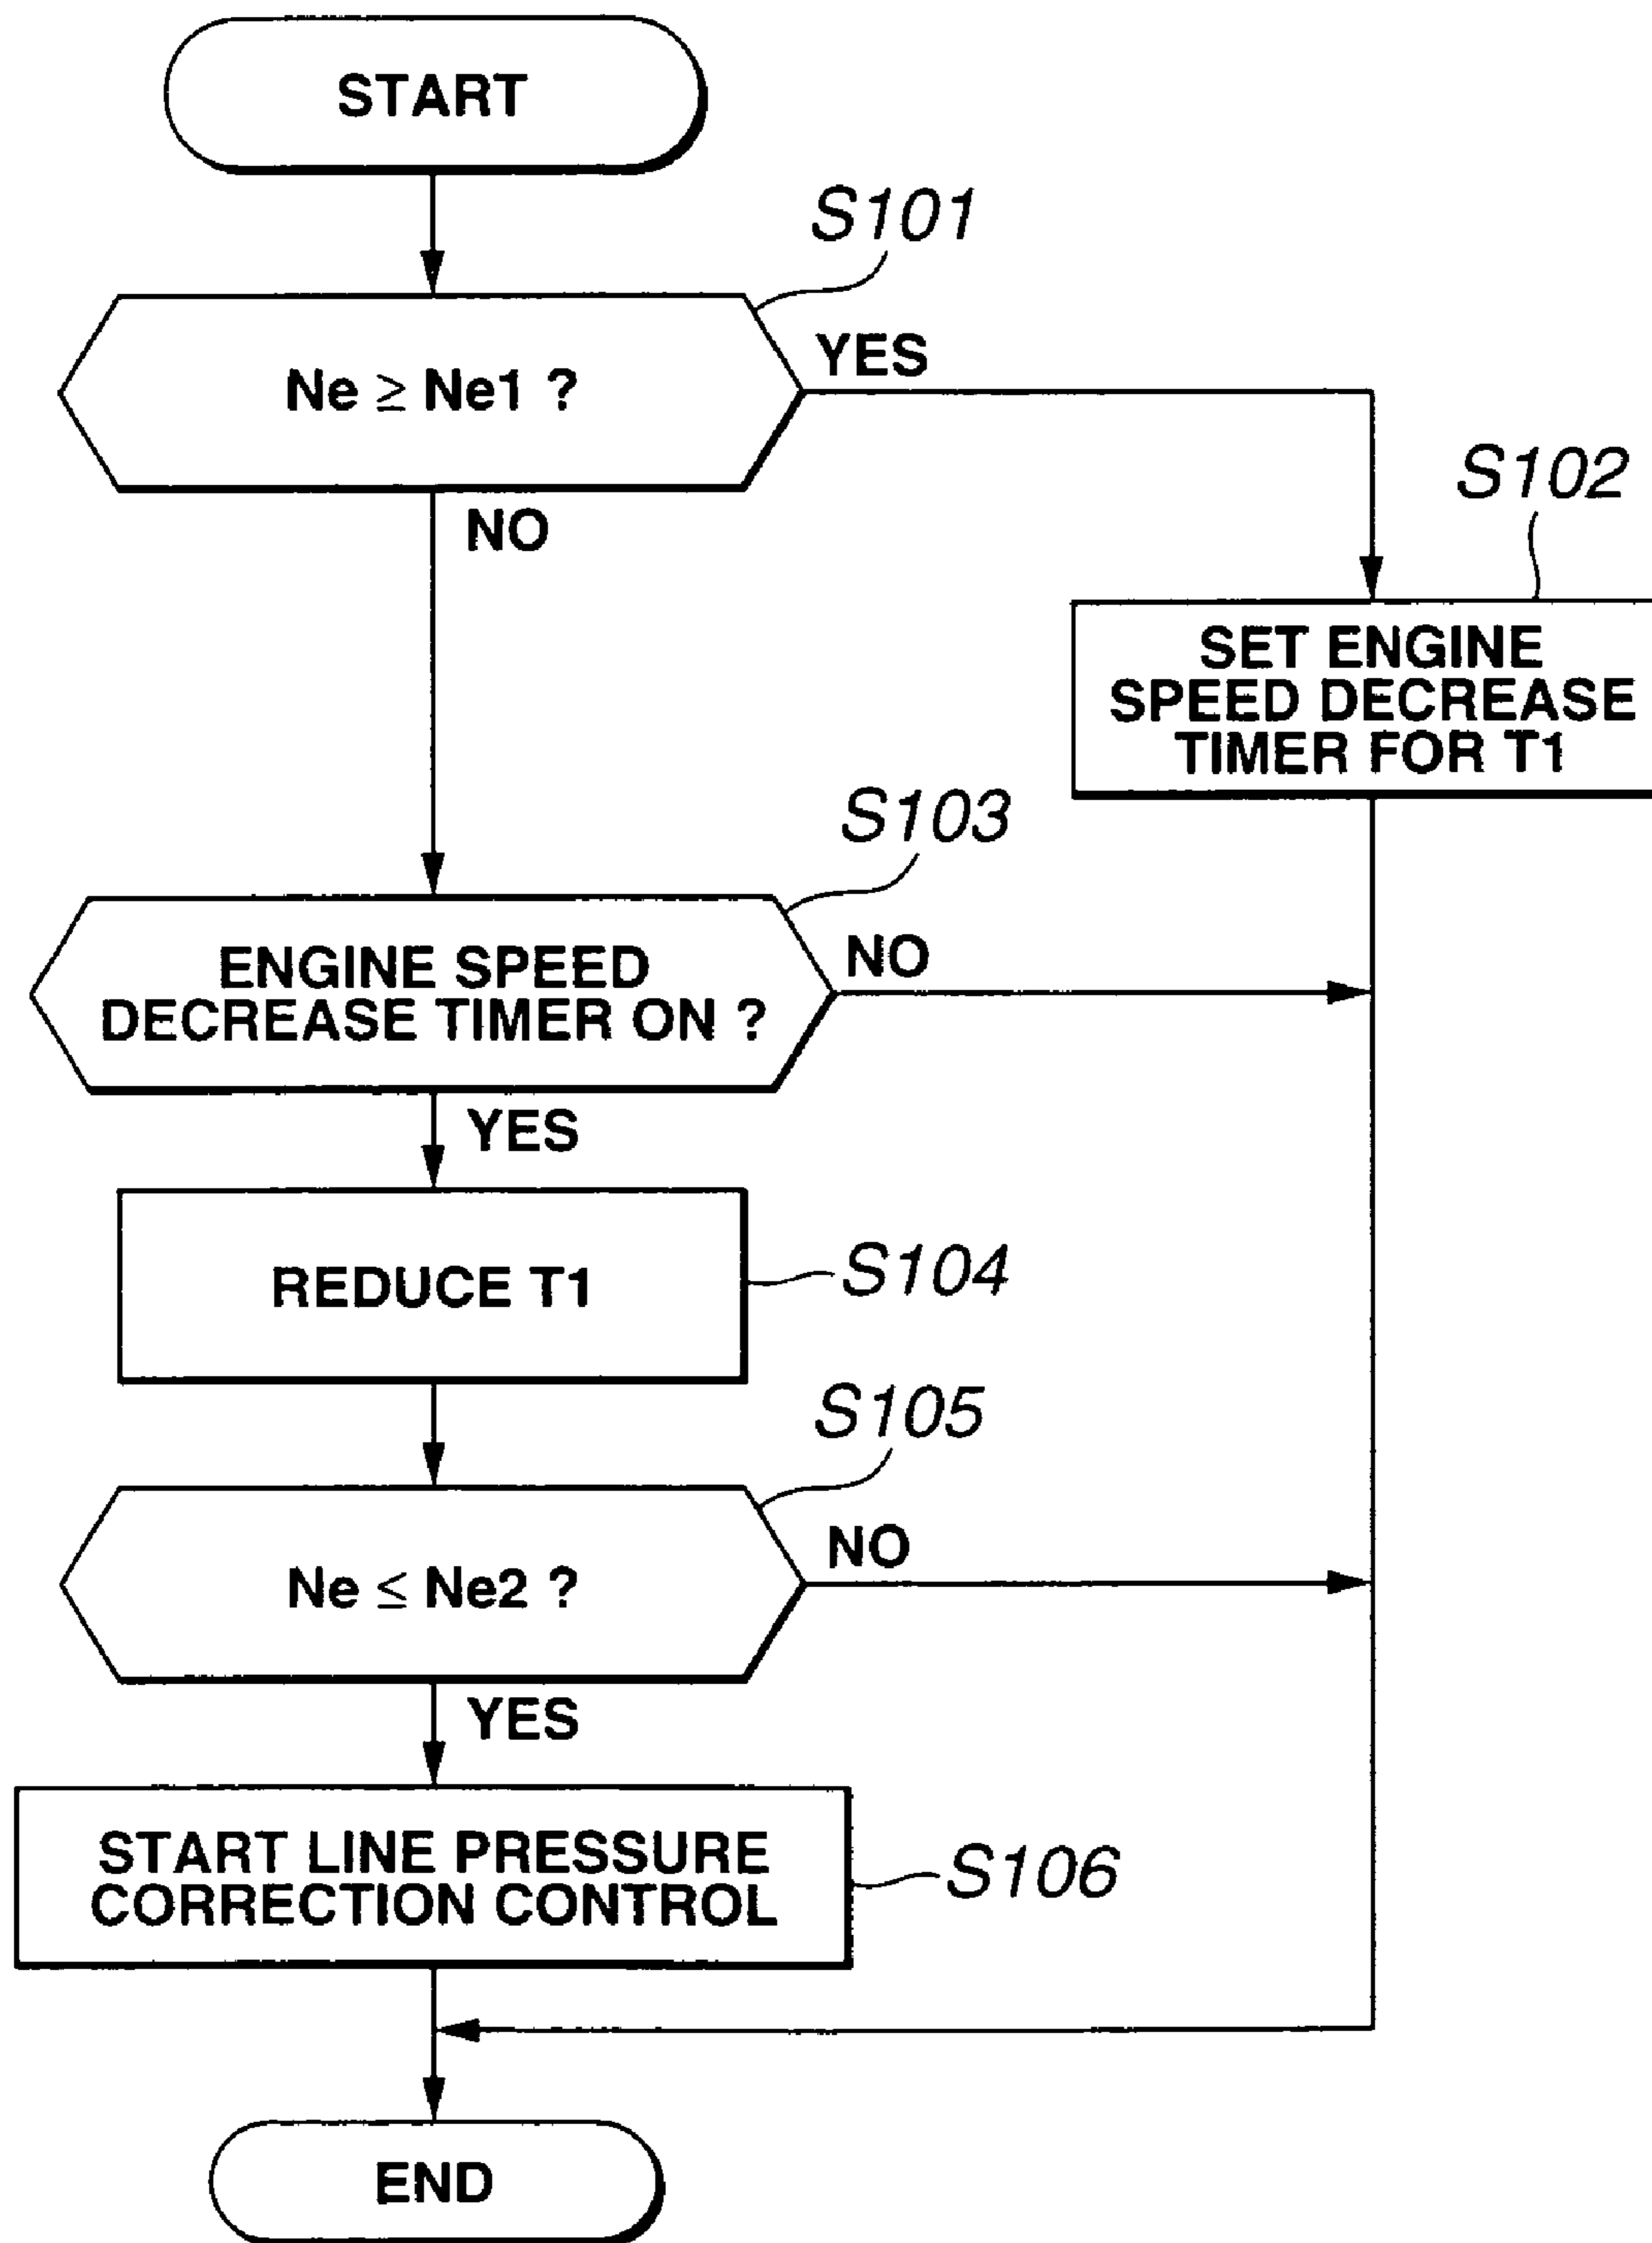 START
S101
Ne ≧ Ne1 ?
YES
NO
S102
SET ENGINE
SPEED DECREASE
TIMER FOR T1
S103
ENGINE SPEED
DECREASE TIMER ON ?
NO
YES
REDUCE T1
S104
S105
Ne ≤ Ne2 ?
NO
YES
START LINE PRESSURE
CORRECTION CONTROL
S106
END